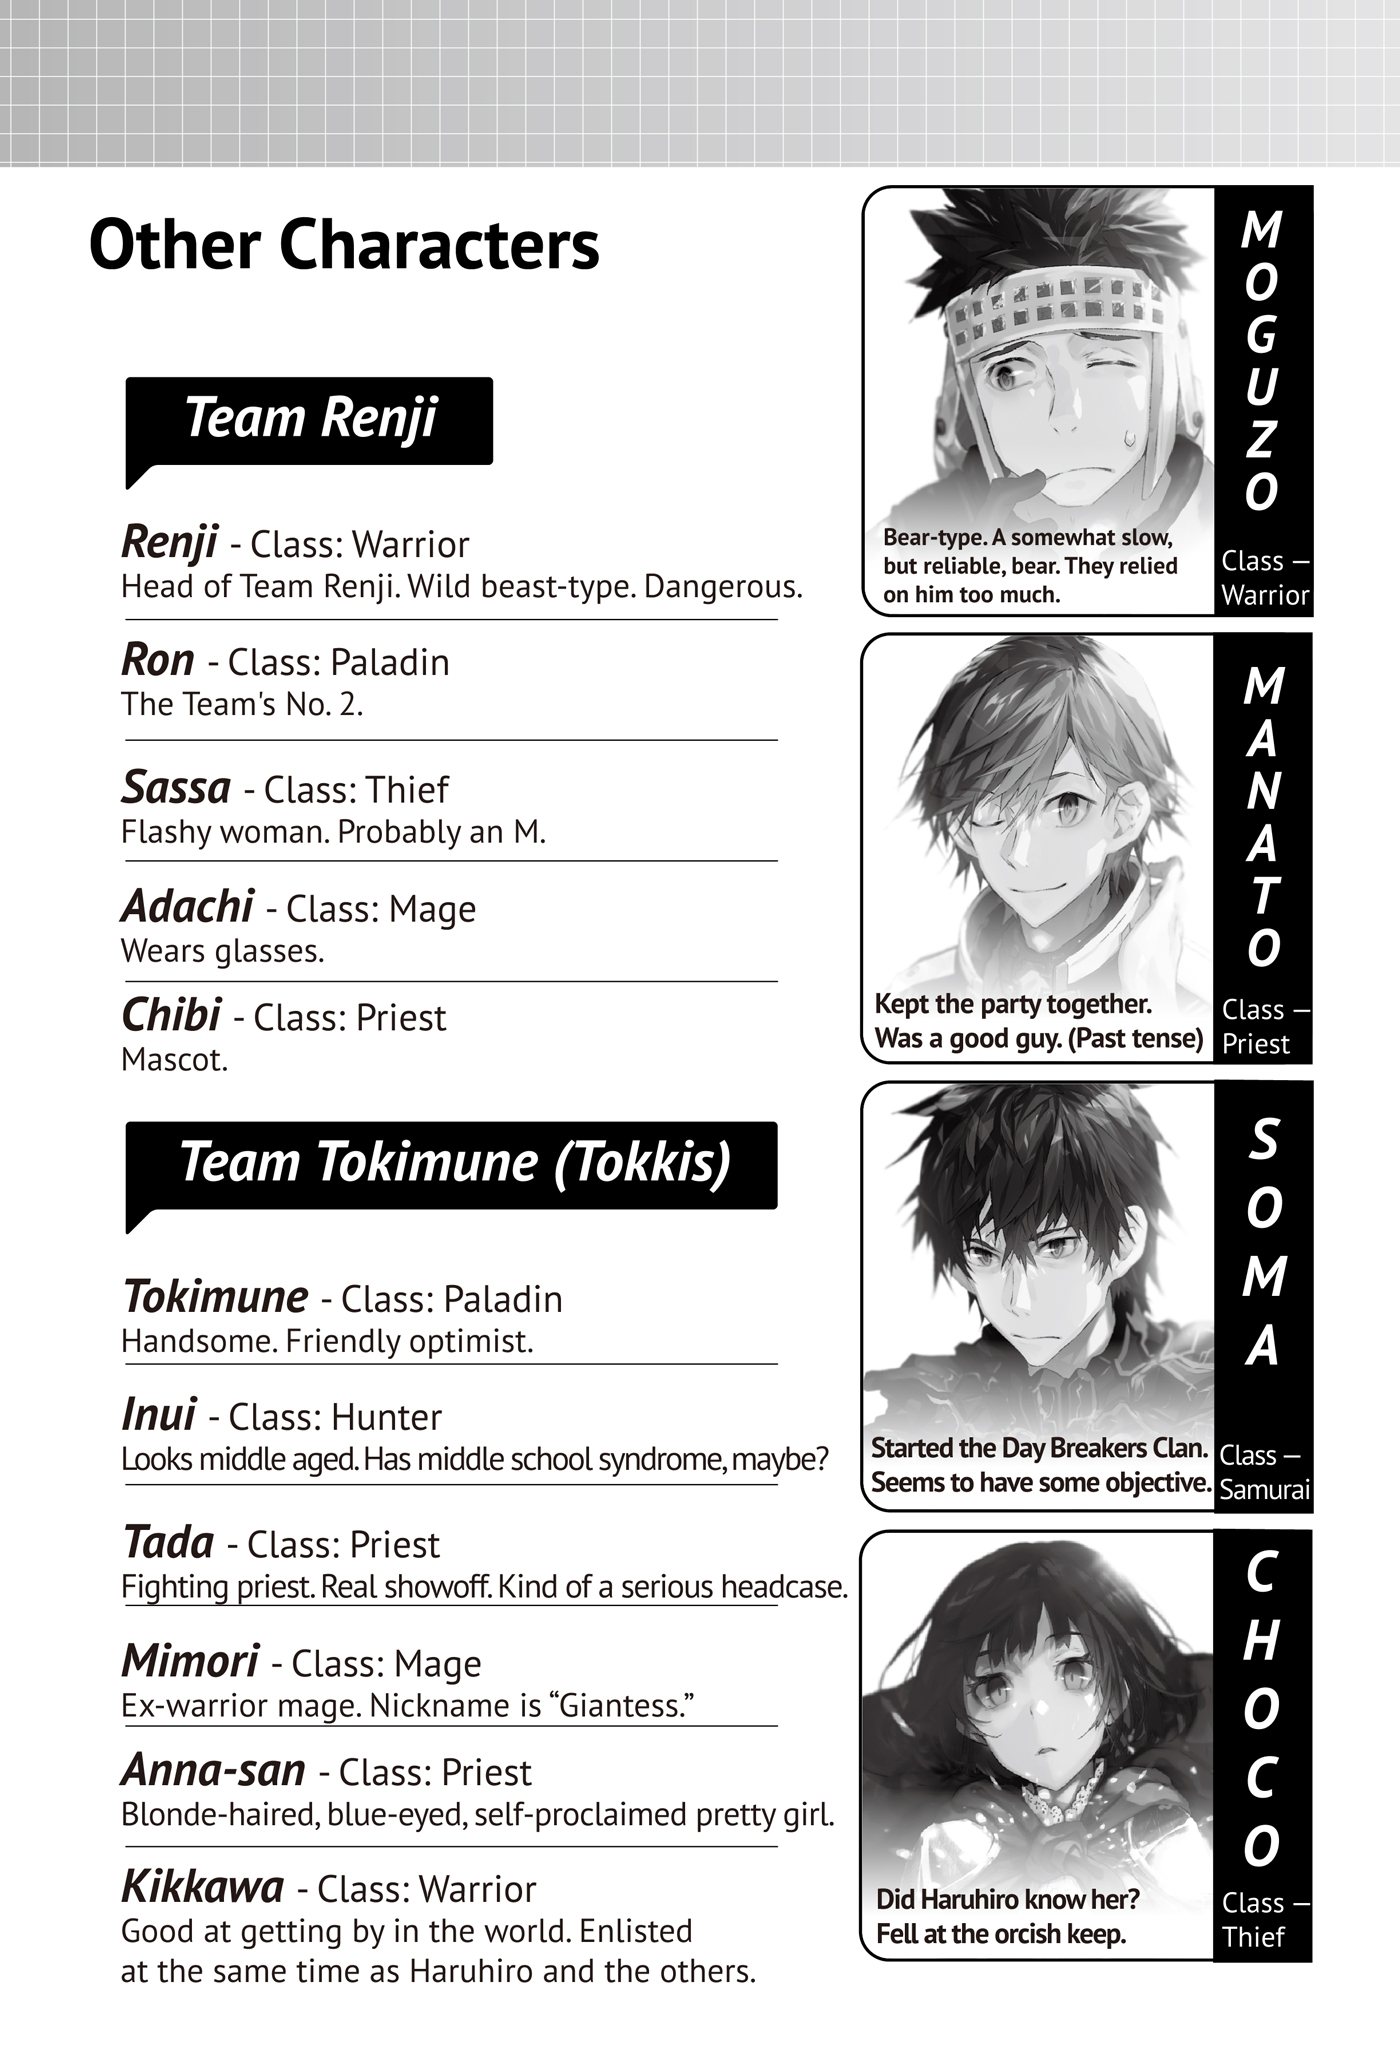 Other Characters
Team Renji
Renji - Class: Warrior
Head of Team Renji. Wild beast-type. Dangerous.
Ron - Class: Paladin
The Team's No. 2.
Sassa - Class: Thief
Flashy woman. Probably an M.
Adachi - Class: Mage
Wears glasses.
Chibi - Class: Priest
Mascot.
Team Tokimune (Tokkis)
Tokimune - Class: Paladin
Handsome. Friendly optimist.
Inui - Class: Hunter
Looks middle aged. Has middle school syndrome, maybe?
Tada - Class: Priest
Fighting priest. Real showoff. Kind of a serious headcase.
Mimori - Class: Mage
Ex-warrior mage. Nickname is “Giantess.”
Anna-san - Class: Priest
Blonde-haired, blue-eyed, self-proclaimed pretty girl.
Kikkawa - Class: Warrior
Good at getting by in the world. Enlisted
at the same time as Haruhiro and the others.
MOGUZO
Class –
Warrior
Bear-type. A somewhat slow,
but reliable, bear. They relied
on him too much.
MANATO
Class –
Priest
Kept the party together.
Was a good guy. (Past tense)
SOMA
Class –
Samurai
Started the Day Breakers Clan.
Seems to have some objective.
CHOCO
Class –
Thief
Did Haruhiro know her?
Fell at the orcish keep.